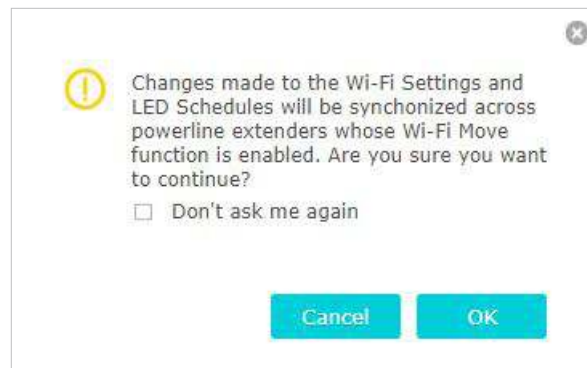 Changes made to the Wi-Fi Settings and
LED Schedules will be synchonized across
powerline extenders whose Wi-Fi Move
function is enabled. Are you sure you want
to continue?
Don't ask me again
Cancel OK